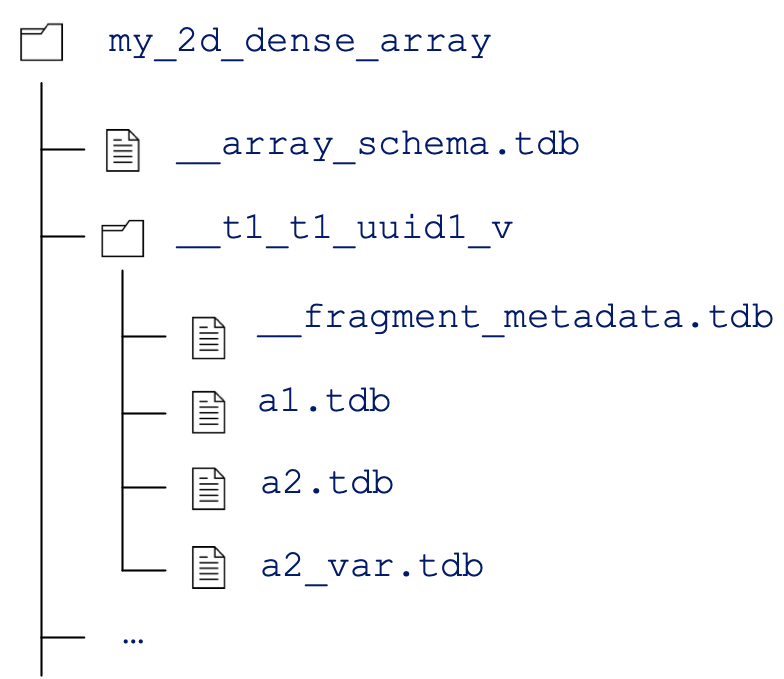 my_2d_dense_array
__array_schema.tdb
__t1_t1_uuid1_v
__fragment_metadata.tdb
a1.tdb
a2.tdb
a2_var.tdb
…